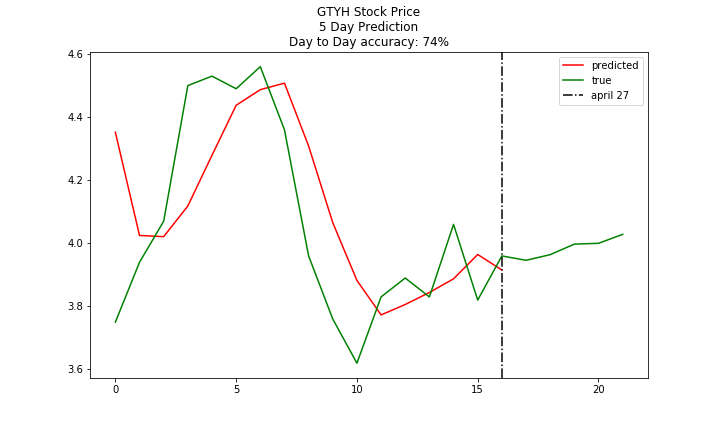 GTYH Stock Price
5 Day Prediction
Day to Day accuracy: 74%
predicted
true
april 27
4.6
4.4
4.2
4.0
3.8
3.6
0 5 10 15 20